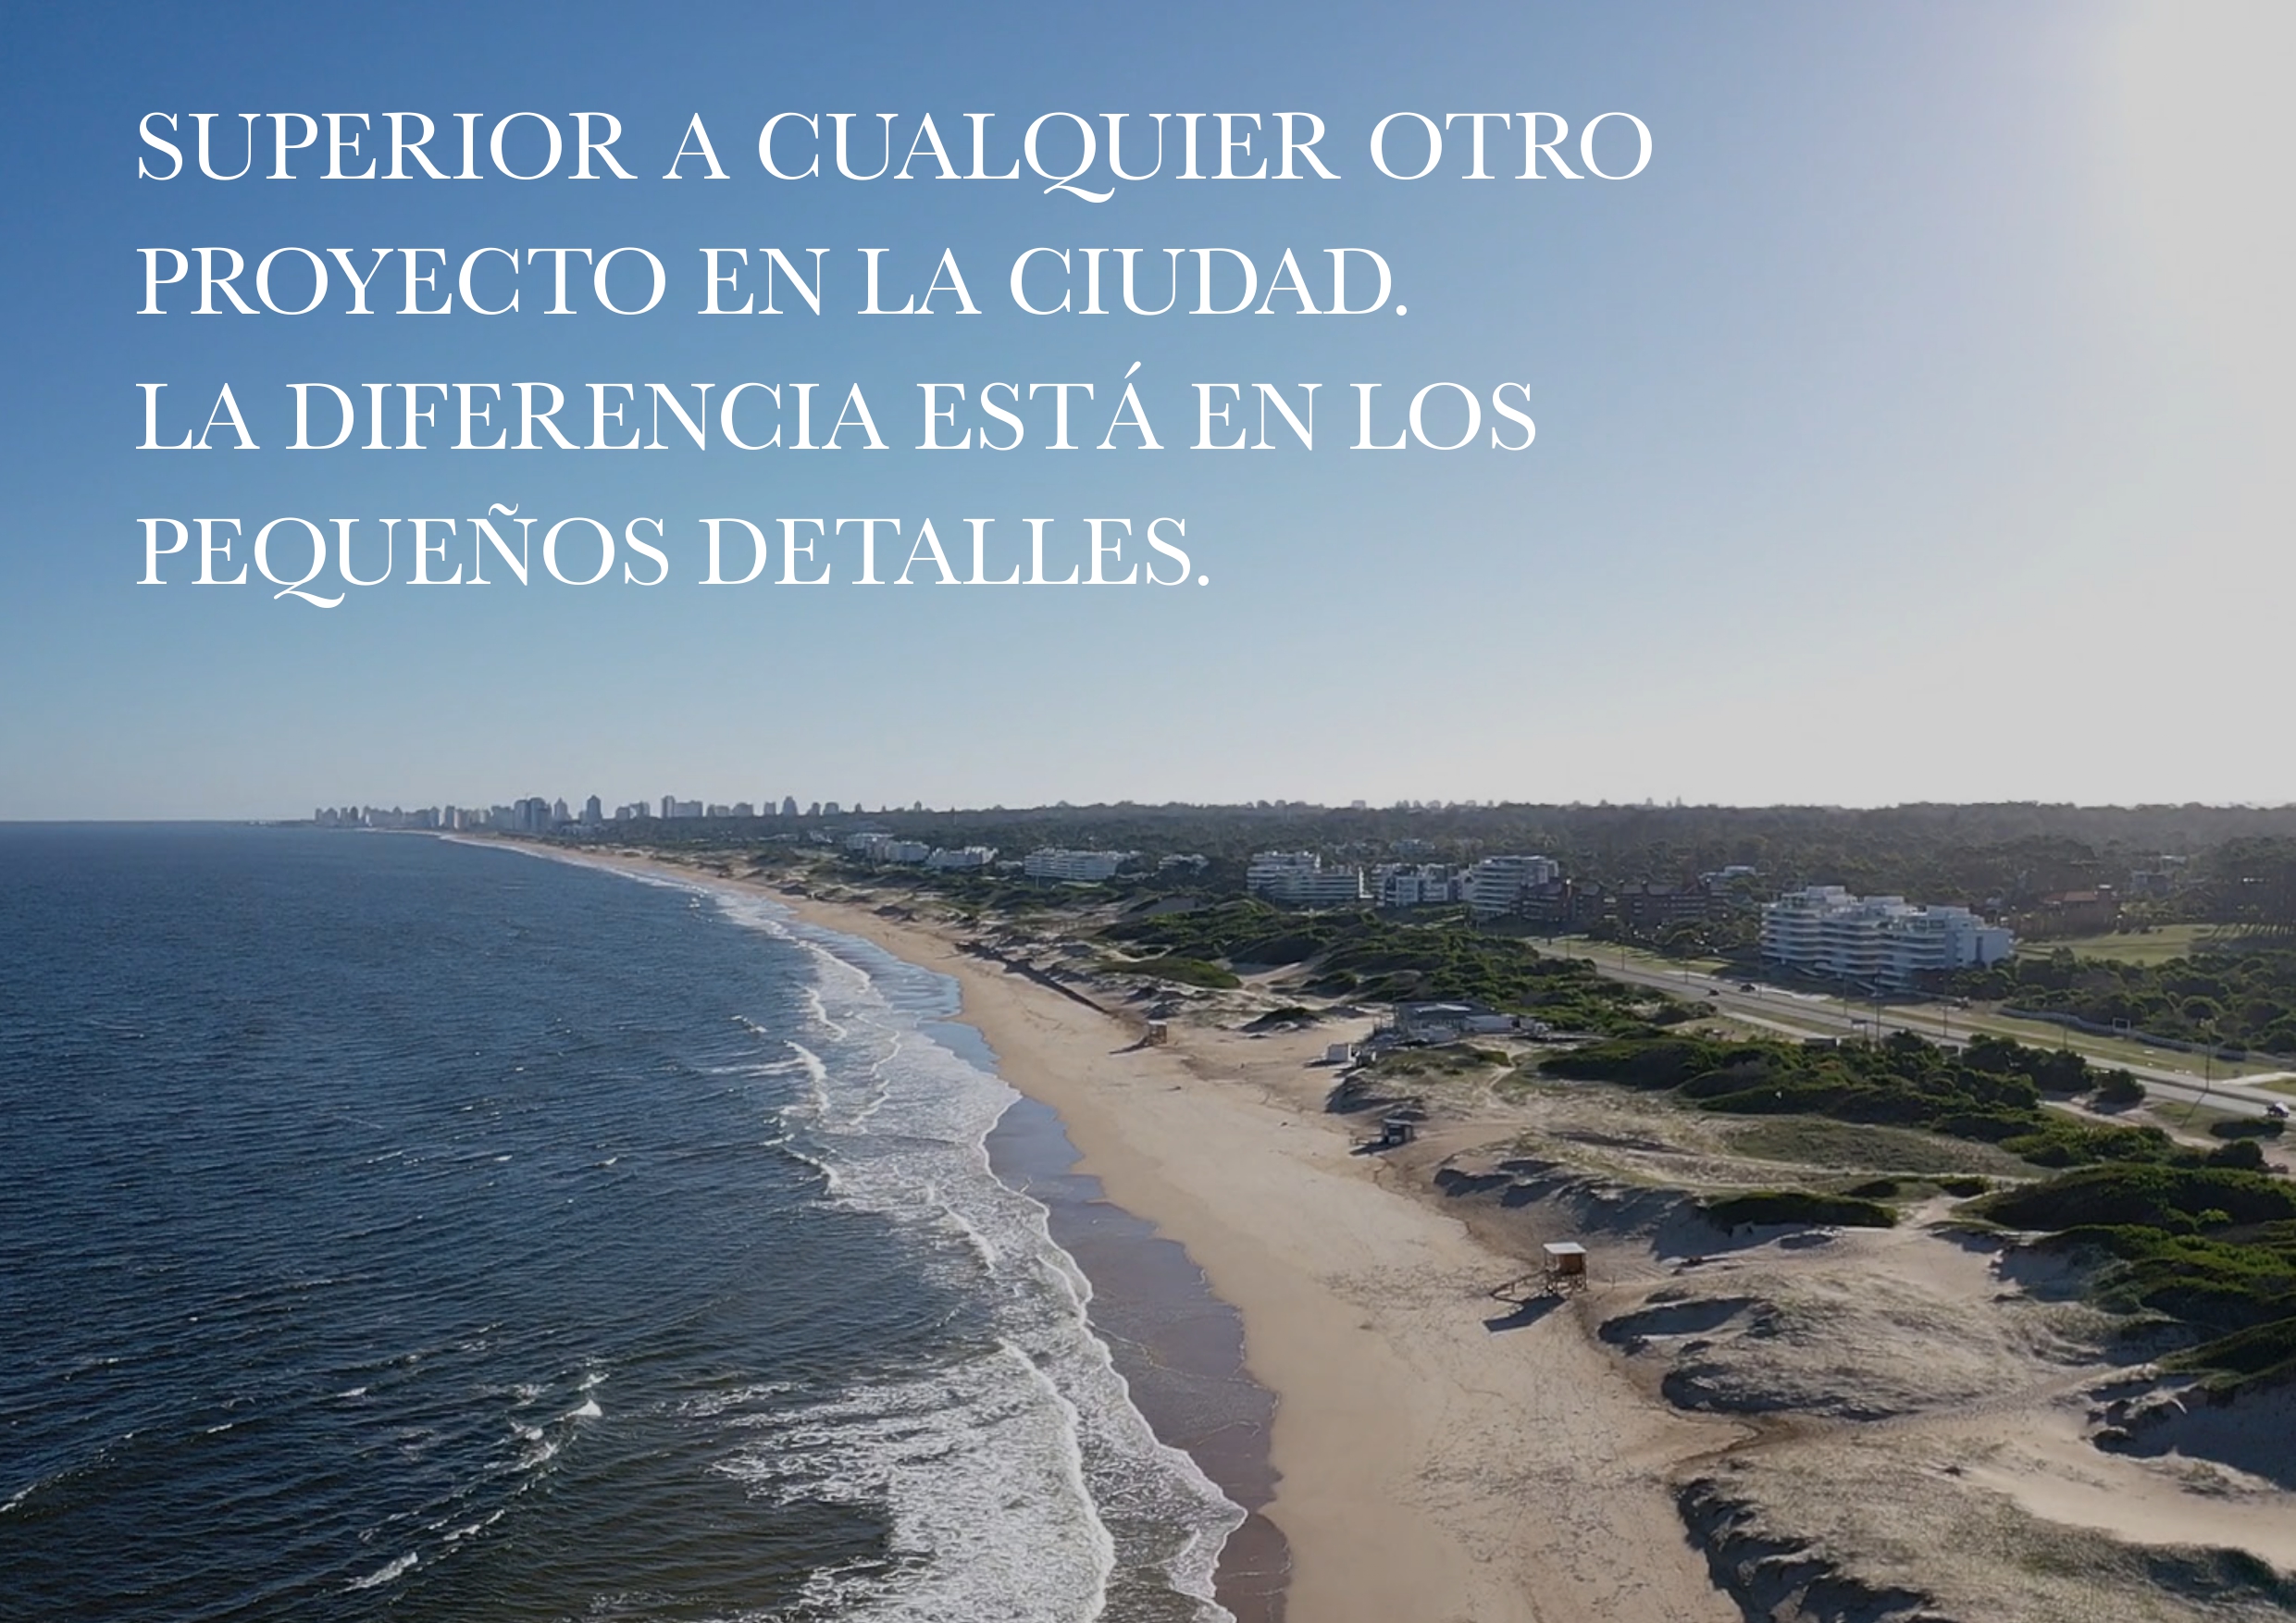 SUPERIOR A CUALQUIER OTRO
PROYECTO EN LA CIUDAD.
LA DIFERENCIA ESTÁ EN LOS
PEQUEÑOS DETALLES.